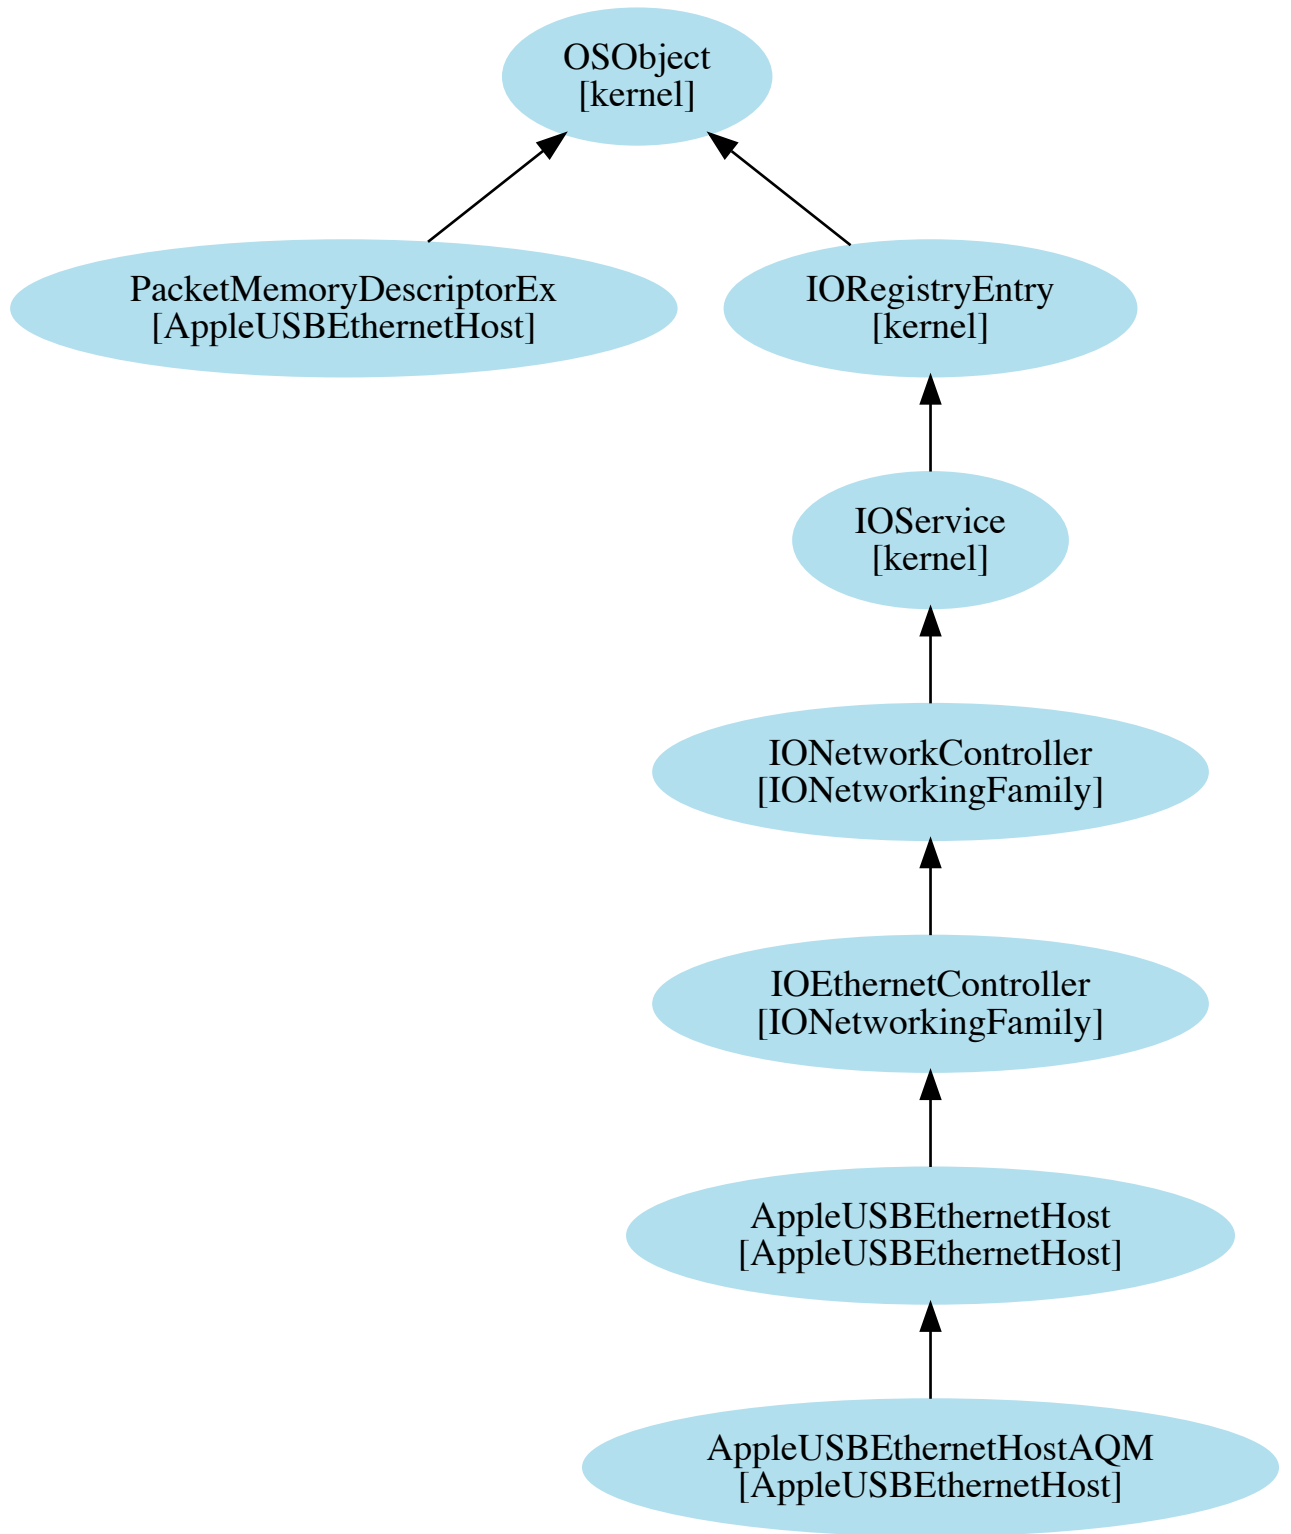 OSObject
[kernel]
PacketMemoryDescriptorEx
[AppleUSBEthernetHost]
IORegistryEntry
[kernel]
IOService
[kernel]
IONetworkController
[IONetworkingFamily]
IOEthernetController
[IONetworkingFamily]
AppleUSBEthernetHost
[AppleUSBEthernetHost]
AppleUSBEthernetHostAQM
[AppleUSBEthernetHost]